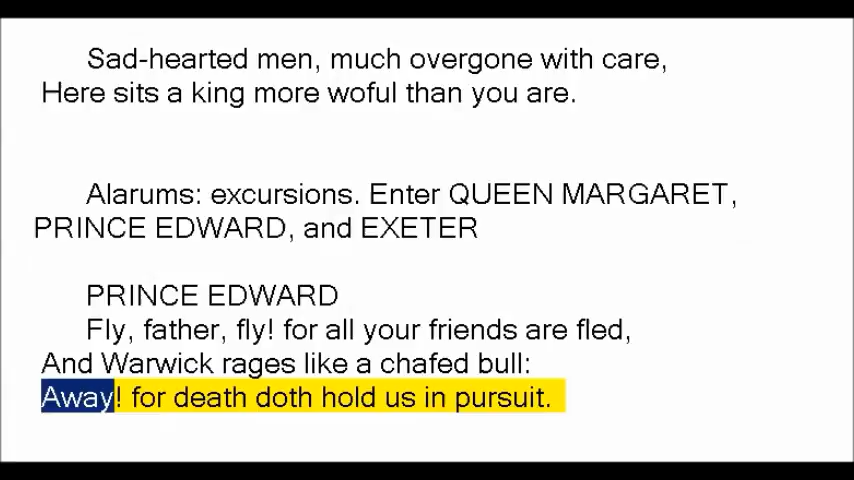 Sad-hearted men, much overgone with care,
Here sits a king more woful than you are.
Alarums: excursions. Enter QUEEN MARGARET,
PRINCE EDWARD, and EXETER
PRINCE EDWARD
Fly, father, fly! for all your friends are fled,
And Warwick rages like a chafed bull:
Away! for death doth hold us in pursuit.